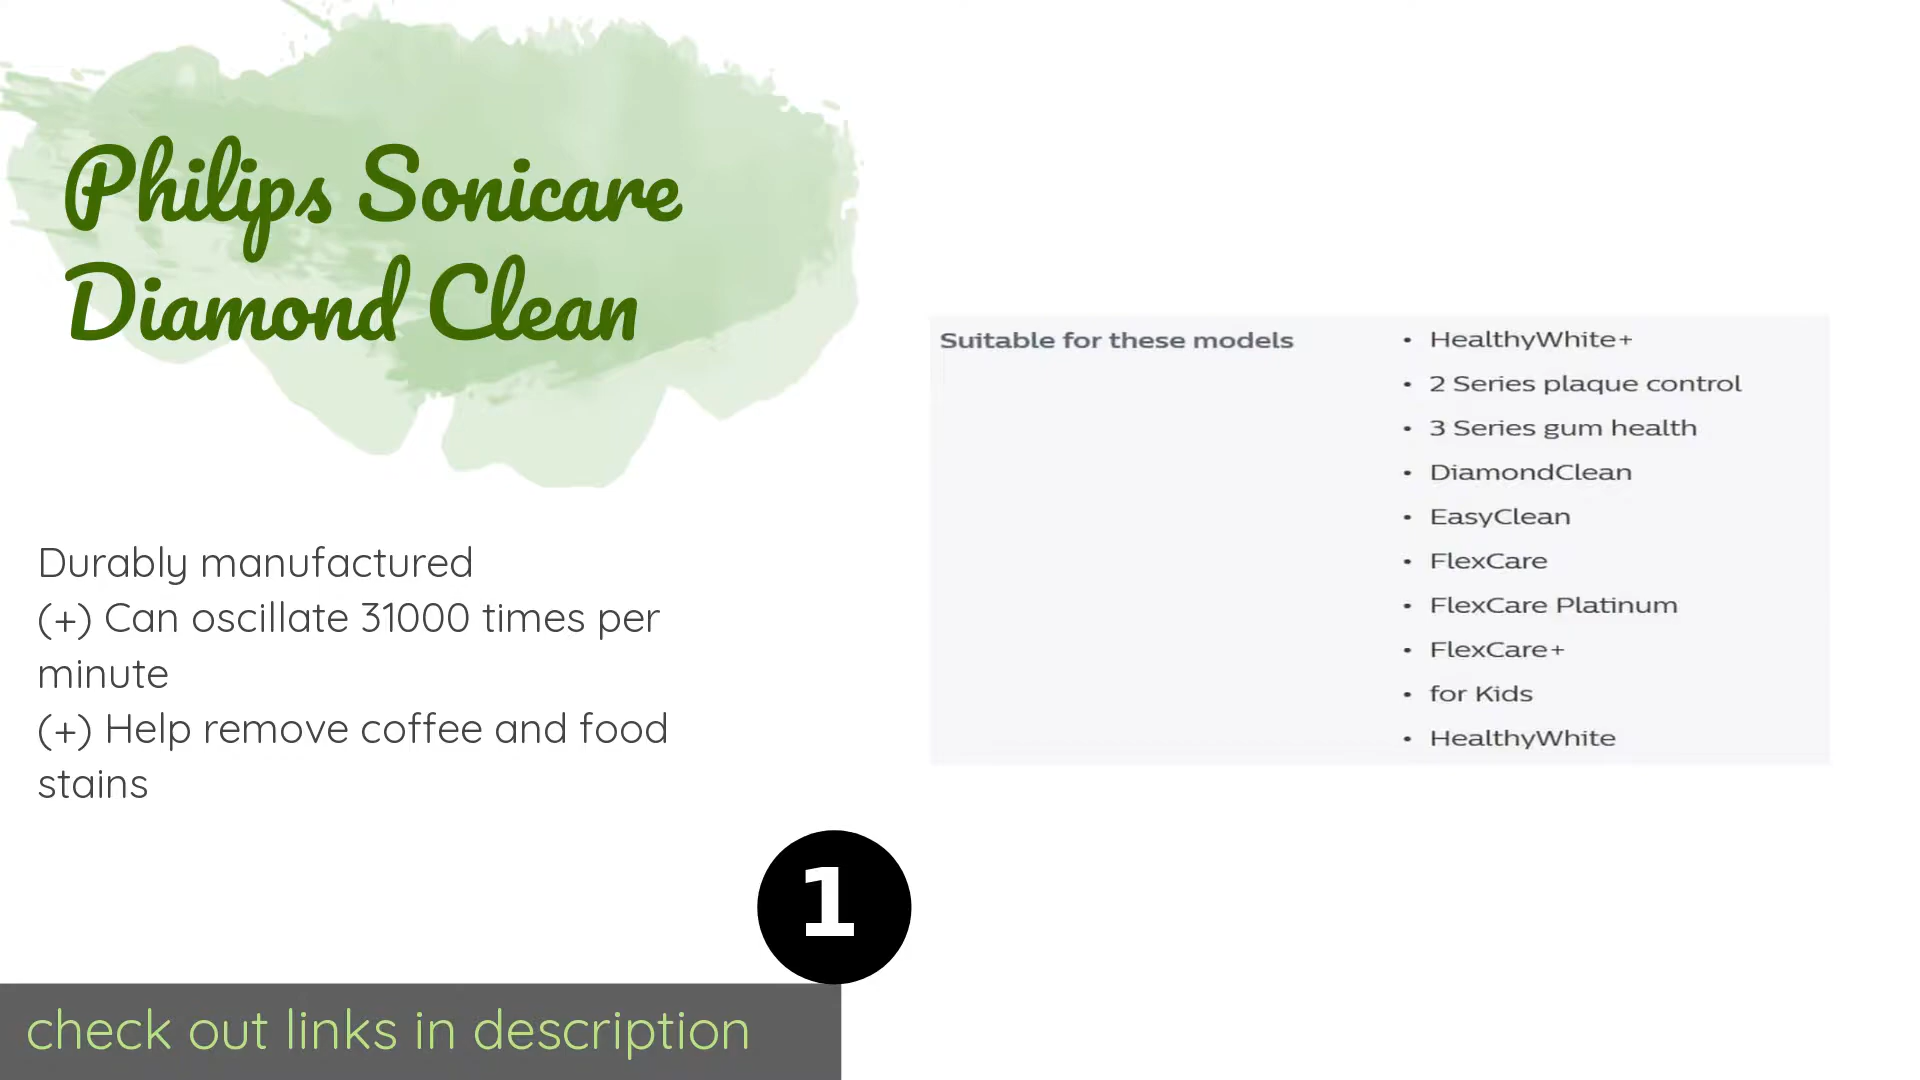 Philips Sonicare
Diamond Clean
Durably manufactured
(+) Can oscillate 31000 times per
minute
(+) Help remove coffee and food
stains
Suitable for these models
• HealthyWhite+
• 2 Series plaque control
• 3 Series gum health
• DiamondClean
• EasyClean
• FlexCare
• FlexCare Platinum
• FlexCare+
• for Kids
• HealthyWhite
1
check out links in description